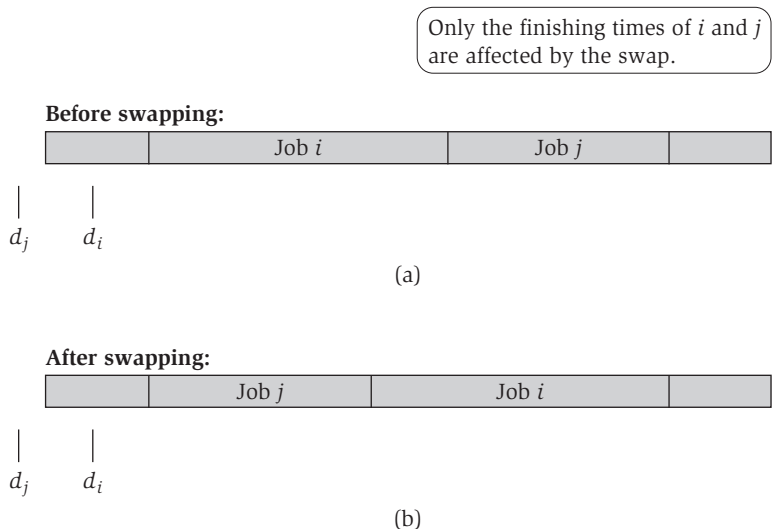 Only the finishing times of i and j
are affected by the swap.
Before swapping:
Job i Job j
d_j d_i
(a)
After swapping:
Job j Job i
d_j d_i
(b)